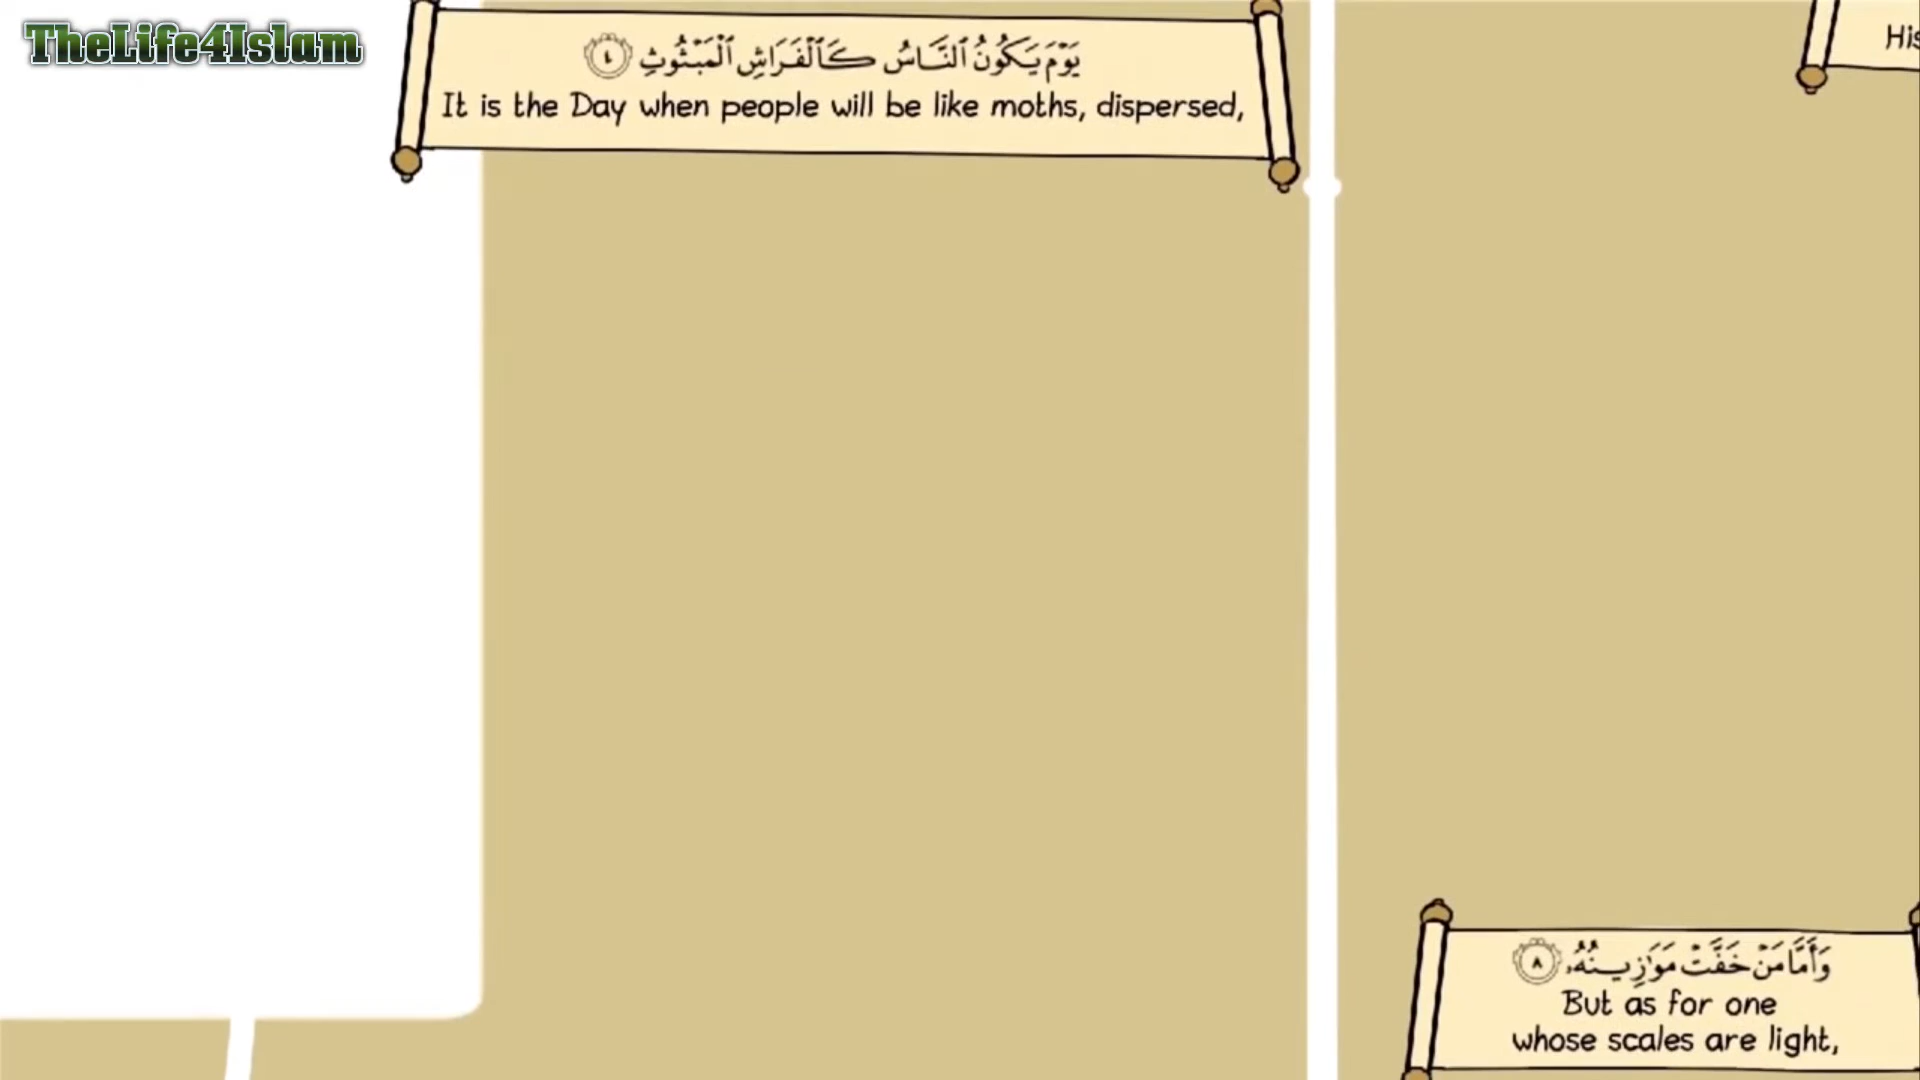 TheLife4Islam
يَوْمَ يَكُونُ ٱلنَّاسُ كَٱلْفَرَاشِ ٱلْمَبْثُوثِ ٤
It is the Day when people will be like moths, dispersed,
His
وَأَمَّا مَنْ خَفَّتْ مَوَٰزِينُهُۥ ٨
But as for one
whose scales are light,